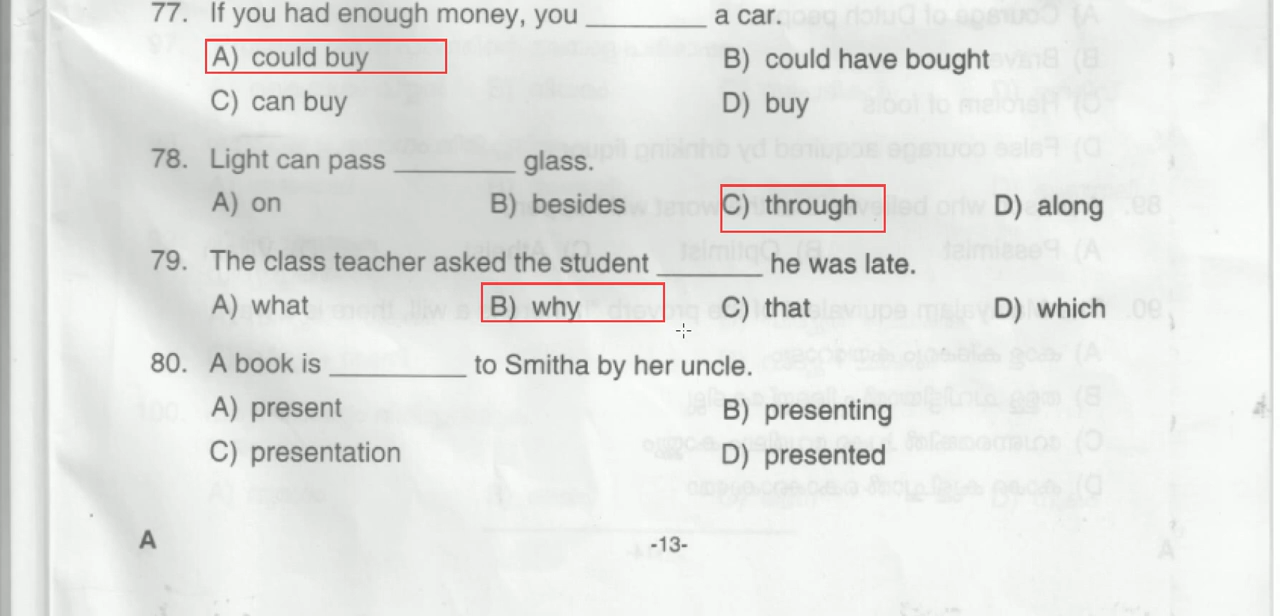 77. If you had enough money, you ________ a car.
A) could buy B) could have bought
C) can buy D) buy
78. Light can pass ________ glass.
A) on B) besides C) through D) along
79. The class teacher asked the student _______ he was late.
A) what B) why C) that D) which
80. A book is _________ to Smitha by her uncle.
A) present B) presenting
C) presentation D) presented
A -13-